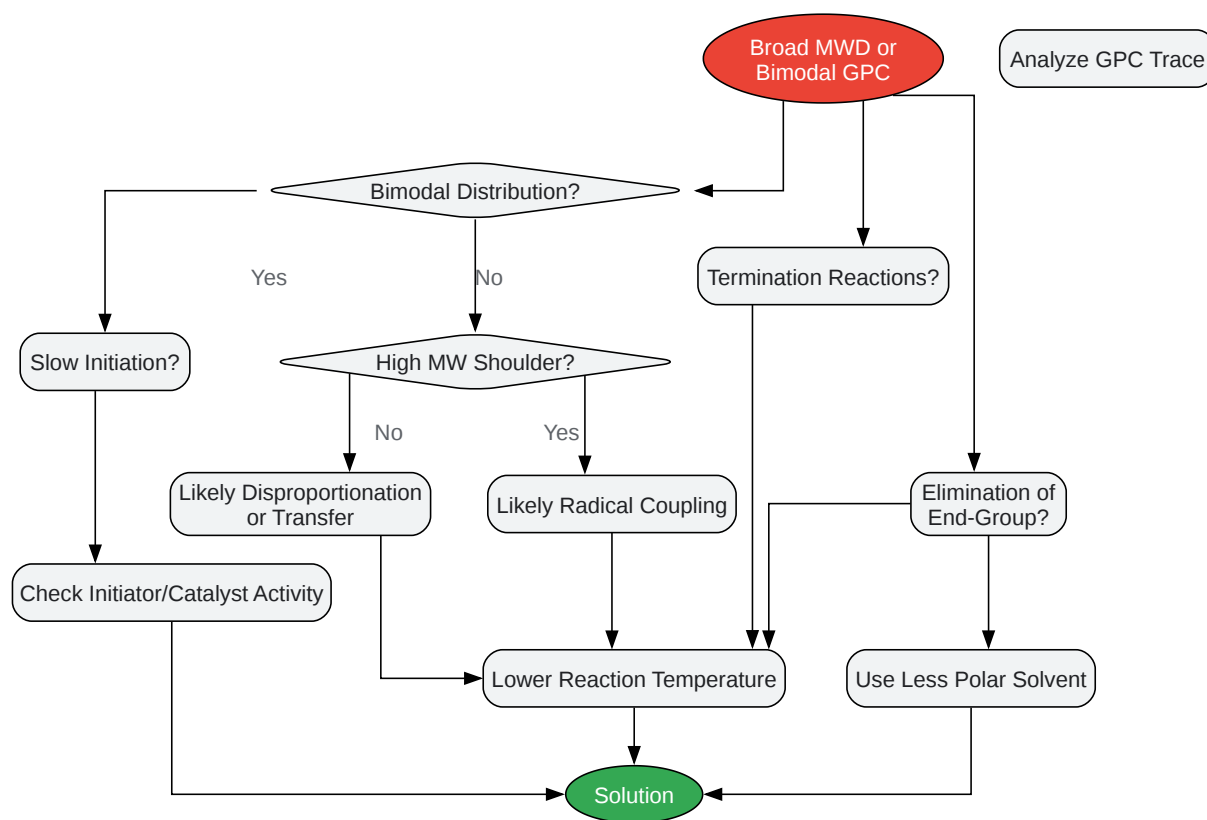 Broad MWD or
Bimodal GPC
Analyze GPC Trace
Bimodal Distribution?
Termination Reactions?
Yes
No
Slow Initiation?
High MW Shoulder?
No
Yes
Likely Disproportionation
or Transfer
Likely Radical Coupling
Elimination of
End-Group?
Check Initiator/Catalyst Activity
Lower Reaction Temperature
Use Less Polar Solvent
Solution